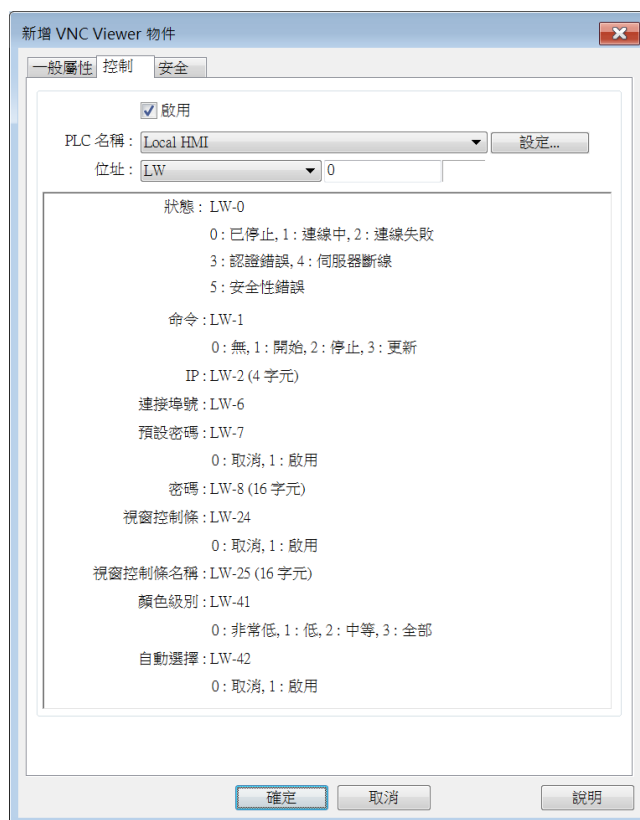 新增 VNC Viewer 物件
一般屬性 控制 安全
啟用
PLC 名稱 : Local HMI 設定...
位址 : LW 0
狀態 : LW-0
0 : 已停止, 1 : 連線中, 2 : 連線失敗
3 : 認證錯誤, 4 : 伺服器斷線
5 : 安全性錯誤
命令 : LW-1
0 : 無, 1 : 開始, 2 : 停止, 3 : 更新
IP : LW-2 (4 字元)
連接埠號 : LW-6
預設密碼 : LW-7
0 : 取消, 1 : 啟用
密碼 : LW-8 (16 字元)
視窗控制條 : LW-24
0 : 取消, 1 : 啟用
視窗控制條名稱 : LW-25 (16 字元)
顏色級別 : LW-41
0 : 非常低, 1 : 低, 2 : 中等, 3 : 全部
自動選擇 : LW-42
0 : 取消, 1 : 啟用
確定 取消 說明